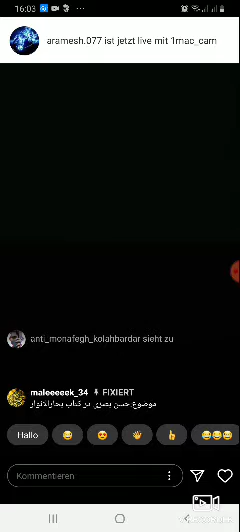 16:03
aramesh.077 ist jetzt live mit 1mac_cam
anti_monafegh_kolahbardar sieht zu
maleeeeek_34 FIXIERT
موضوع حسن بصری در کتاب بحارالانوار
Hallo
Kommentieren